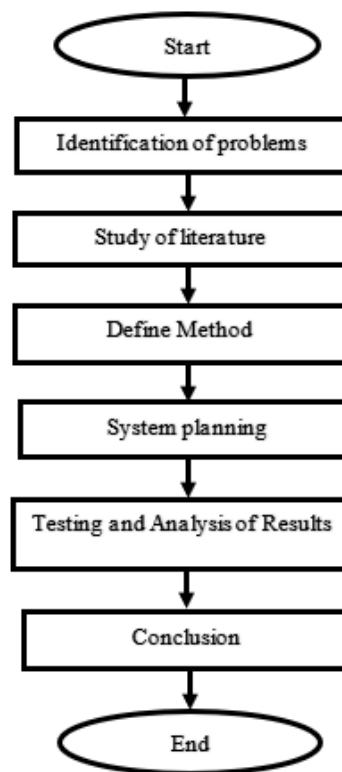 Start
Identification of problems
Study of literature
Define Method
System planning
Testing and Analysis of Results
Conclusion
End